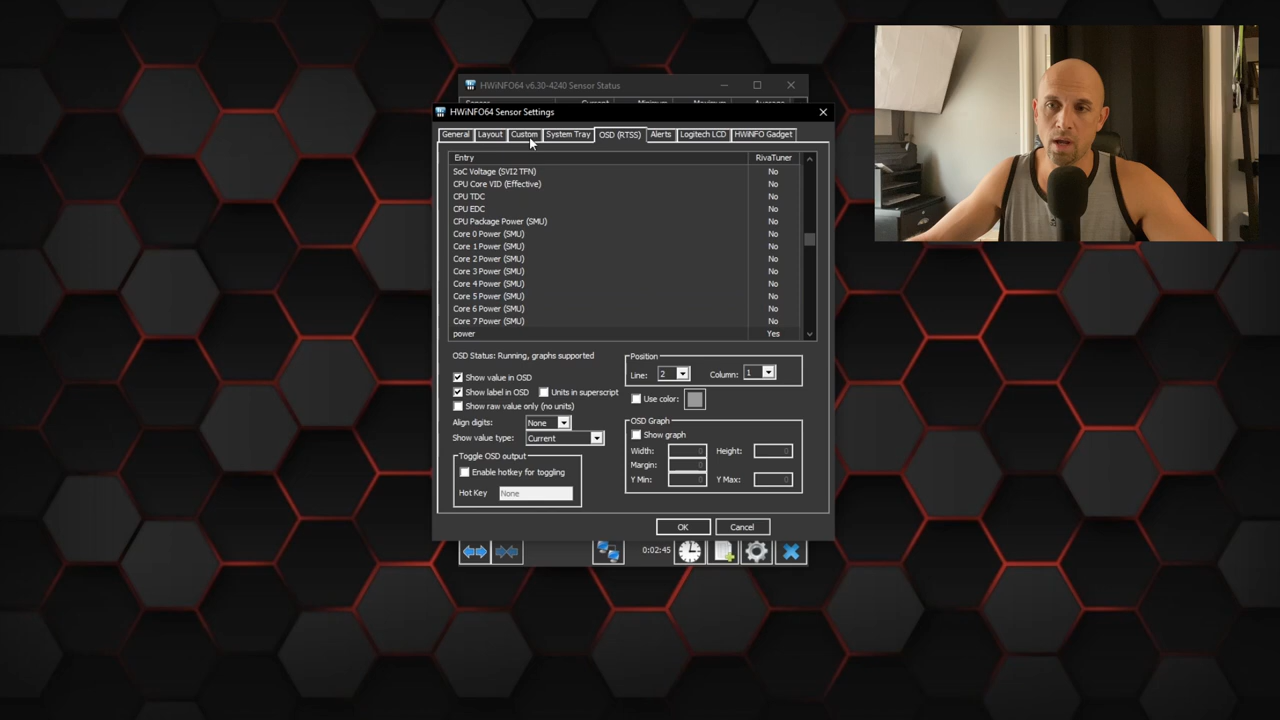 HWiNFO64 v6.30-4240 Sensor Status
HWiNFO64 Sensor Settings
General Layout Custom System Tray OSD (RTSS) Alerts Logitech LCD HWiNFO Gadget
Entry RivaTuner
SoC Voltage (SVI2 TFN) No
CPU Core VID (Effective) No
CPU TDC No
CPU EDC No
CPU Package Power (SMU) No
Core 0 Power (SMU) No
Core 1 Power (SMU) No
Core 2 Power (SMU) No
Core 3 Power (SMU) No
Core 4 Power (SMU) No
Core 5 Power (SMU) No
Core 6 Power (SMU) No
Core 7 Power (SMU) No
power Yes
OSD Status: Running, graphs supported
Show value in OSD
Show label in OSD Units in superscript
Show raw value only (no units)
Align digits: None
Show value type: Current
Toggle OSD output
Enable hotkey for toggling
Hot Key None
Position
Line: 2 Column: 1
Use color:
OSD Graph
Show graph
Width: 0 Height: 0
Margin: 0
Y Min: 0 Y Max: 0
OK Cancel
0:02:45